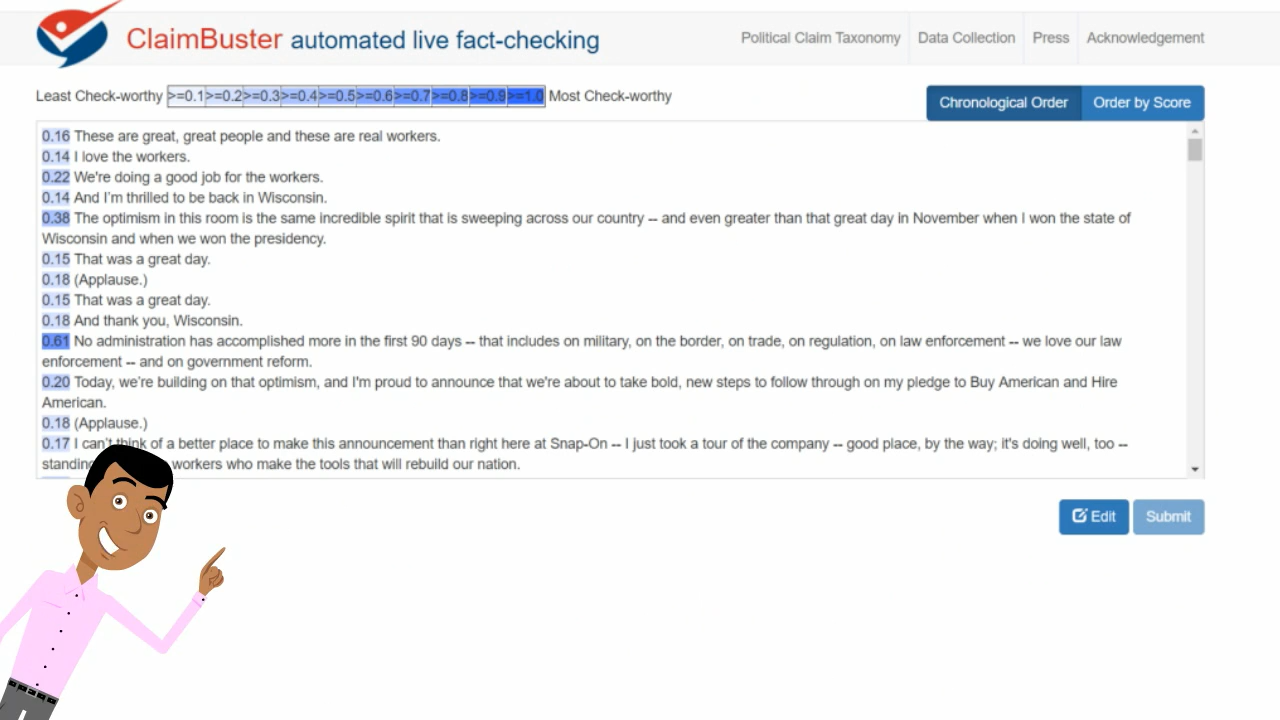 ClaimBuster automated live fact-checking
Political Claim Taxonomy Data Collection Press Acknowledgement
Least Check-worthy >=0.1 >=0.2 >=0.3 >=0.4 >=0.5 >=0.6 >=0.7 >=0.8 >=0.9 >=1.0 Most Check-worthy
Chronological Order Order by Score
0.16 These are great, great people and these are real workers.
0.14 I love the workers.
0.22 We're doing a good job for the workers.
0.14 And I'm thrilled to be back in Wisconsin.
0.38 The optimism in this room is the same incredible spirit that is sweeping across our country -- and even greater than that great day in November when I won the state of
Wisconsin and when we won the presidency.
0.15 That was a great day.
0.18 (Applause.)
0.15 That was a great day.
0.18 And thank you, Wisconsin.
0.61 No administration has accomplished more in the first 90 days -- that includes on military, on the border, on trade, on regulation, on law enforcement -- we love our law
enforcement -- and on government reform.
0.20 Today, we're building on that optimism, and I'm proud to announce that we're about to take bold, new steps to follow through on my pledge to Buy American and Hire
American.
0.18 (Applause.)
0.17 I can't think of a better place to make this announcement than right here at Snap-On -- I just took a tour of the company -- good place, by the way; it's doing well, too --
standing workers who make the tools that will rebuild our nation.
Edit Submit